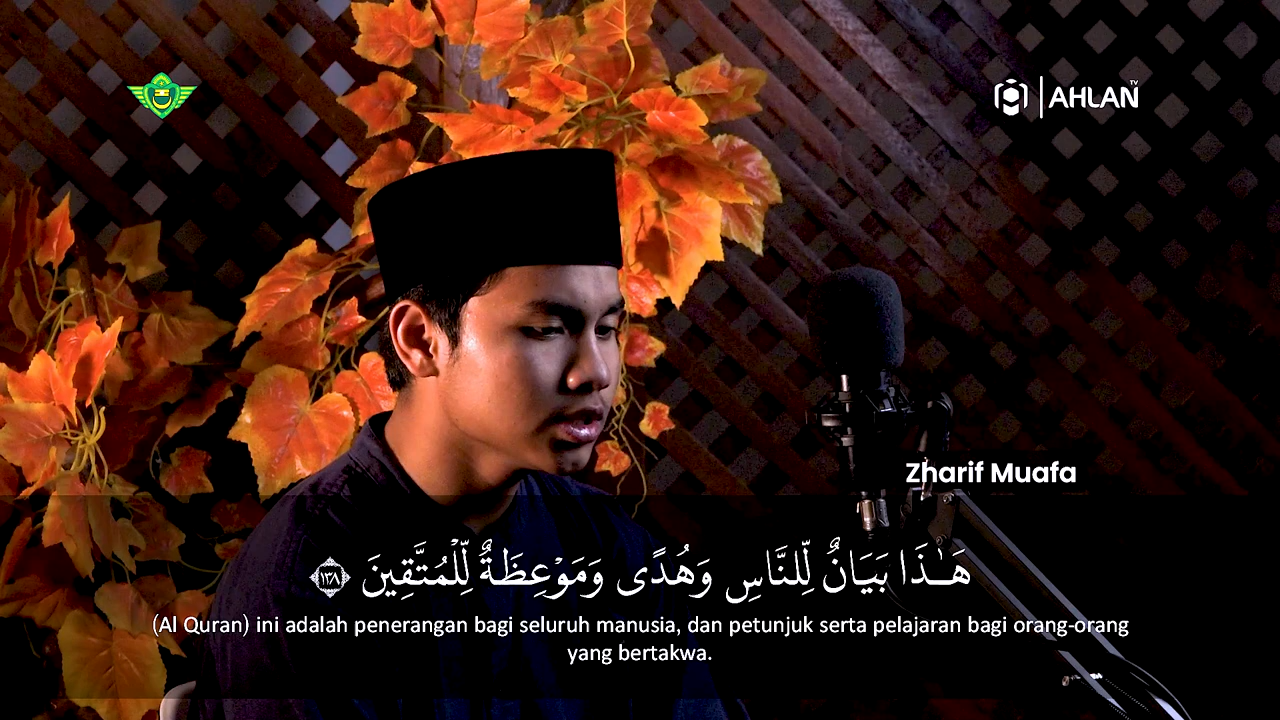 AHLAN TV
Zharif Muafa
هَٰذَا بَيَانٌ لِّلنَّاسِ وَهُدًى وَمَوْعِظَةٌ لِّلْمُتَّقِينَ ١٣٨
(Al Quran) ini adalah penerangan bagi seluruh manusia, dan petunjuk serta pelajaran bagi orang-orang
yang bertakwa.